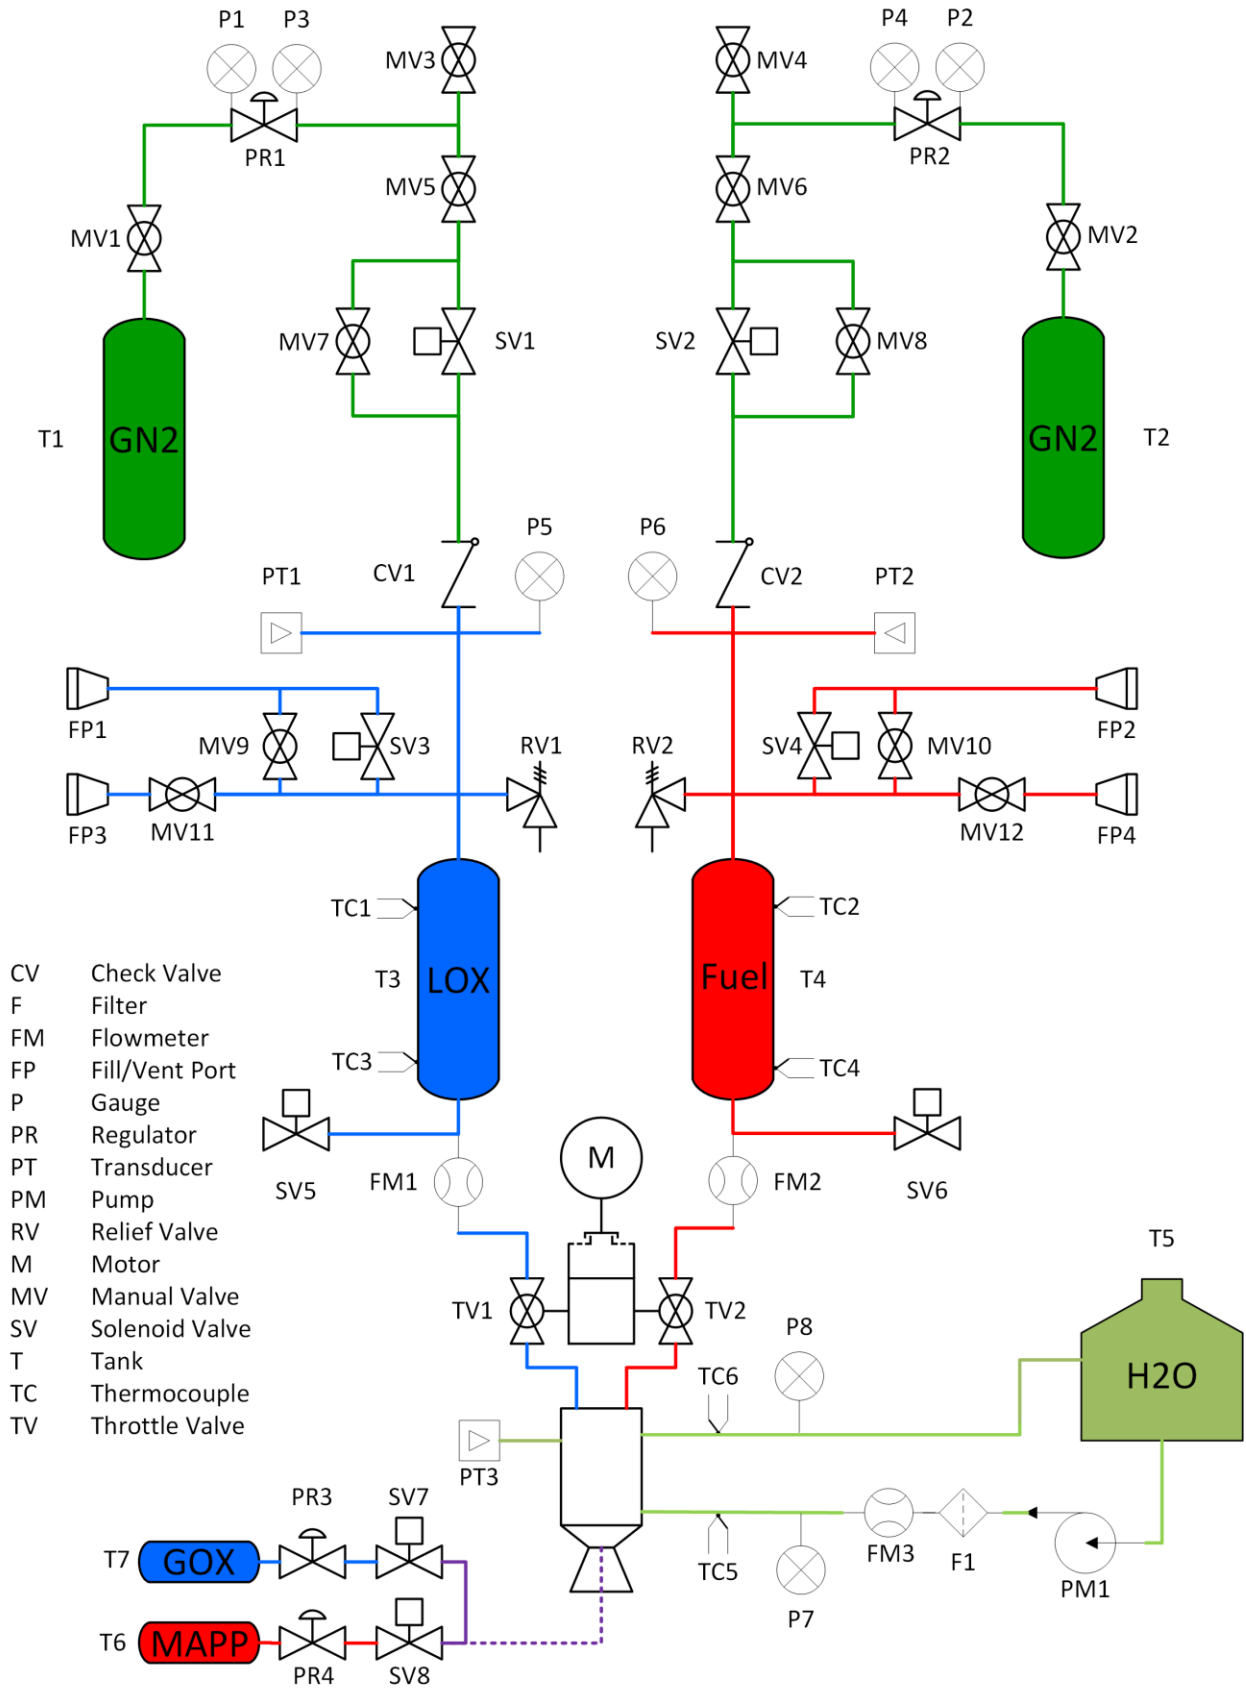 P1 P3 P4 P2
MV3 MV4
PR1 PR2
MV5 MV6
MV1 MV2
MV7 SV1 SV2 MV8
T1 GN2 GN2 T2
P5 P6
PT1 CV1 CV2 PT2
FP1 FP2
MV9 SV3 RV1 RV2 SV4 MV10
FP3 MV11 MV12 FP4
TC1 TC2
T3 LOX Fuel T4
TC3 TC4
CV Check Valve
F Filter
FM Flowmeter
FP Fill/Vent Port
P Gauge
PR Regulator
PT Transducer
PM Pump
RV Relief Valve
M Motor
MV Manual Valve
SV Solenoid Valve
T Tank
TC Thermocouple
TV Throttle Valve
M
SV5 FM1 FM2 SV6
T5
TV1 TV2
P8
TC6 H2O
PT3
PR3 SV7
T7 GOX TC5 FM3 F1 PM1
P7
T6 MAPP
PR4 SV8